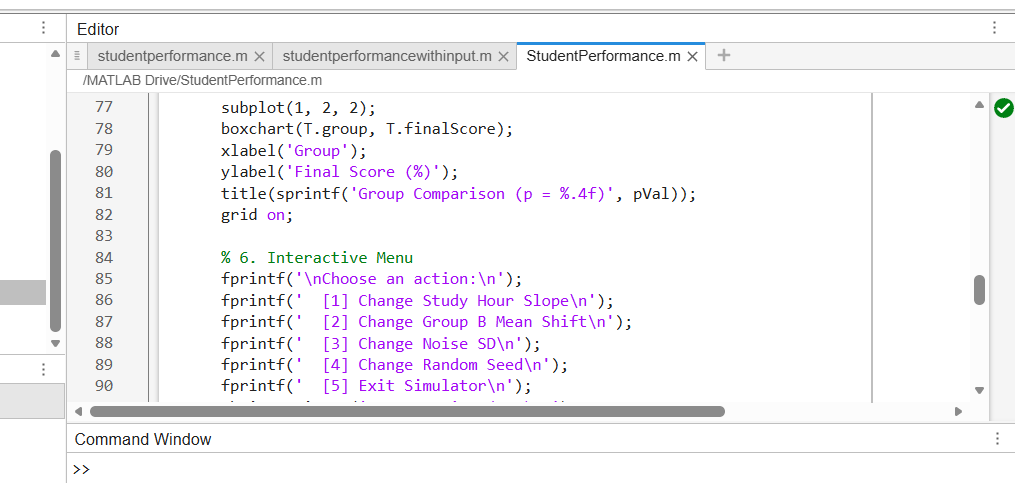 Editor
studentperformance.m × studentperformancewithinput.m × StudentPerformance.m × +
/MATLAB Drive/StudentPerformance.m
77 subplot(1, 2, 2);
78 boxchart(T.group, T.finalScore);
79 xlabel('Group');
80 ylabel('Final Score (%)');
81 title(sprintf('Group Comparison (p = %.4f)', pVal));
82 grid on;
83
84 % 6. Interactive Menu
85 fprintf('\nChoose an action:\n');
86 fprintf('  [1] Change Study Hour Slope\n');
87 fprintf('  [2] Change Group B Mean Shift\n');
88 fprintf('  [3] Change Noise SD\n');
89 fprintf('  [4] Change Random Seed\n');
90 fprintf('  [5] Exit Simulator\n');
Command Window
>>